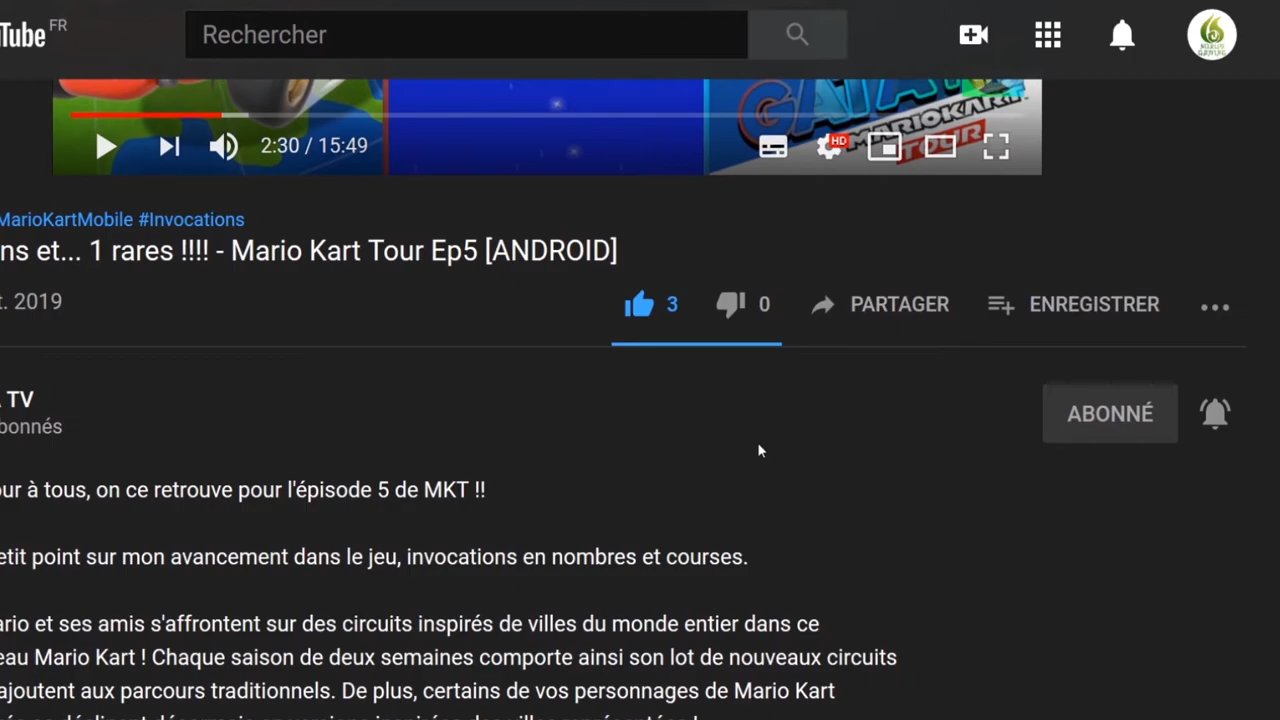 Tube FR
Rechercher
MARIOKART
TOUR
2:30 / 15:49
HD
MarioKartMobile #Invocations
ns et... 1 rares !!!! - Mario Kart Tour Ep5 [ANDROID]
t. 2019
3
0
PARTAGER
ENREGISTRER
TV
bonnés
ABONNÉ
ur à tous, on ce retrouve pour l'épisode 5 de MKT !!
etit point sur mon avancement dans le jeu, invocations en nombres et courses.
ario et ses amis s'affrontent sur des circuits inspirés de villes du monde entier dans ce
eau Mario Kart ! Chaque saison de deux semaines comporte ainsi son lot de nouveaux circuits
ajoutent aux parcours traditionnels. De plus, certains de vos personnages de Mario Kart